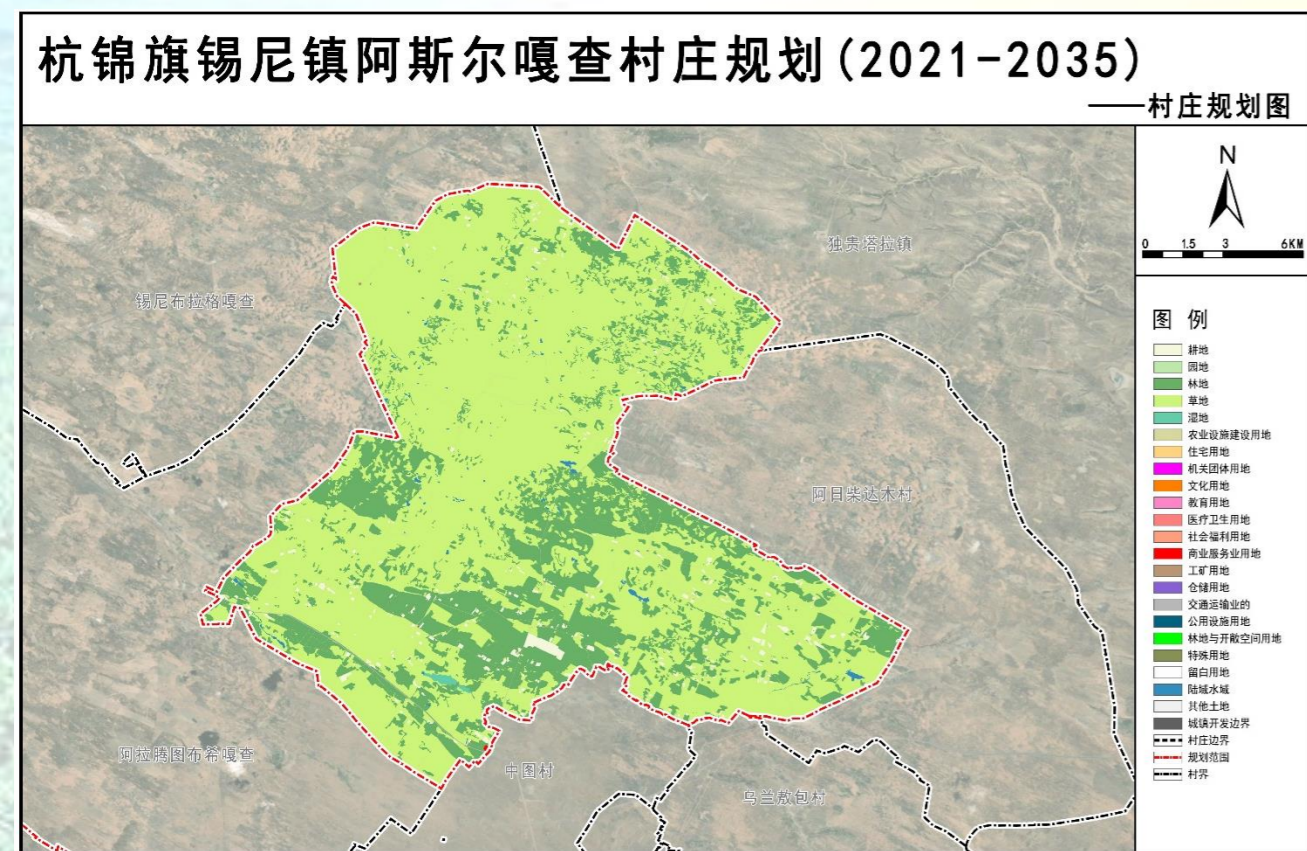 杭锦旗锡尼镇阿斯尔嘎查村庄规划(2021-2035)
——村庄规划图
N
0 1.5 3 6KM
独贵塔拉镇
锡尼布拉格嘎查
阿日柴达木村
阿拉腾图布希嘎查
中图村
乌兰敖包村
图 例
耕地
园地
林地
草地
湿地
农业设施建设用地
住宅用地
机关团体用地
文化用地
教育用地
医疗卫生用地
社会福利用地
商业服务业用地
工矿用地
仓储用地
交通运输业的
公用设施用地
林地与开敞空间用地
特殊用地
留白用地
陆域水域
其他土地
城镇开发边界
村庄边界
规划范围
村界